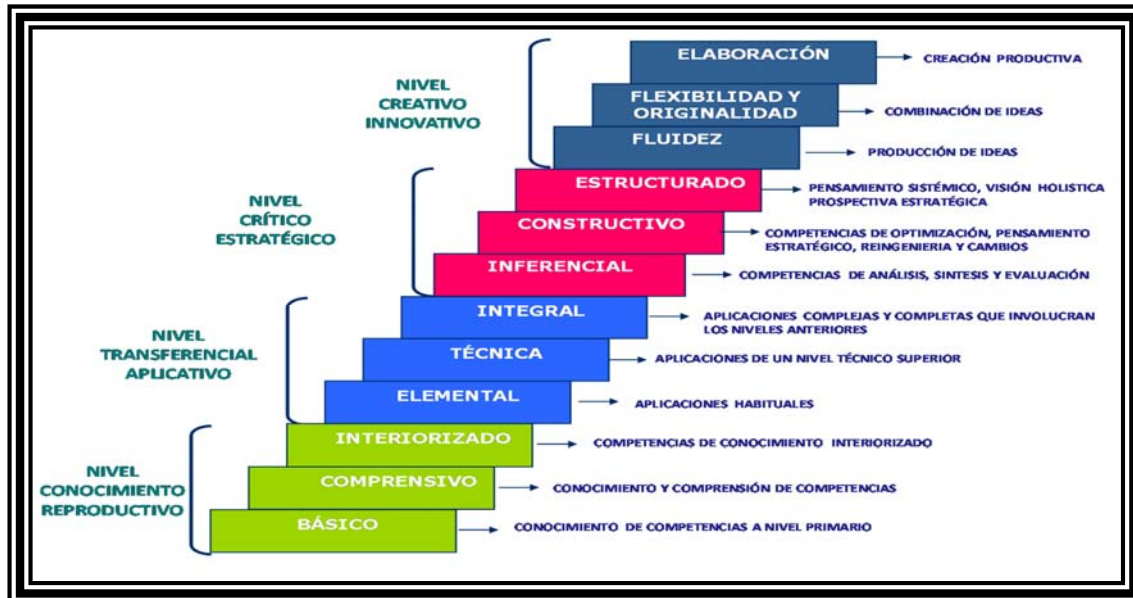 ELABORACIÓN
CREACIÓN PRODUCTIVA
NIVEL
CREATIVO
INNOVATIVO
FLEXIBILIDAD Y
ORIGINALIDAD
COMBINACIÓN DE IDEAS
FLUIDEZ
PRODUCCIÓN DE IDEAS
ESTRUCTURADO
PENSAMIENTO SISTÉMICO, VISIÓN HOLISTICA
PROSPECTIVA ESTRATÉGICA
NIVEL
CRÍTICO
ESTRATÉGICO
CONSTRUCTIVO
COMPETENCIAS DE OPTIMIZACIÓN, PENSAMIENTO
ESTRATÉGICO, REINGENIERIA Y CAMBIOS
INFERENCIAL
COMPETENCIAS DE ANÁLISIS, SINTESIS Y EVALUACIÓN
INTEGRAL
APLICACIONES COMPLEJAS Y COMPLETAS QUE INVOLUCRAN
LOS NIVELES ANTERIORES
NIVEL
TRANSFERENCIAL
APLICATIVO
TÉCNICA
APLICACIONES DE UN NIVEL TÉCNICO SUPERIOR
ELEMENTAL
APLICACIONES HABITUALES
INTERIORIZADO
COMPETENCIAS DE CONOCIMIENTO INTERIORIZADO
NIVEL
CONOCIMIENTO
REPRODUCTIVO
COMPRENSIVO
CONOCIMIENTO Y COMPRENSIÓN DE COMPETENCIAS
BÁSICO
CONOCIMIENTO DE COMPETENCIAS A NIVEL PRIMARIO